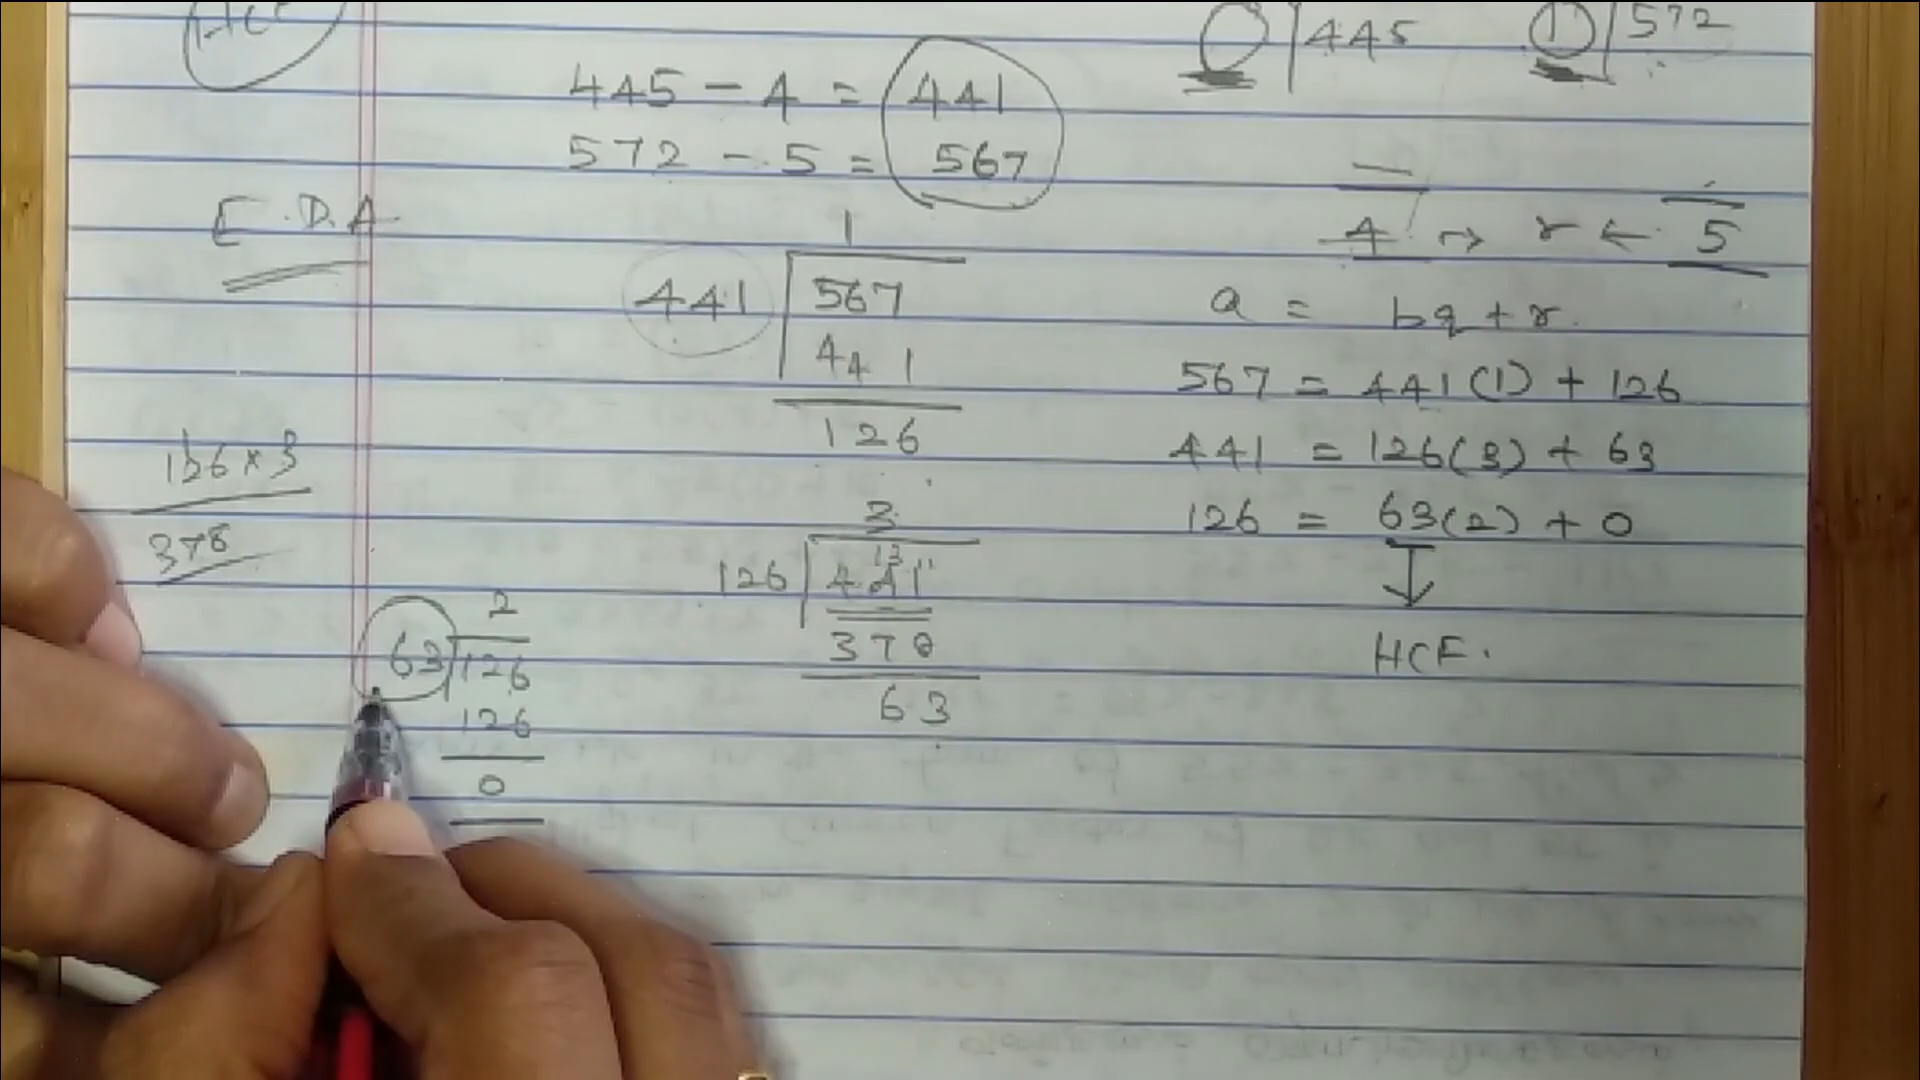 445 572
445 - 4 = 441
572 - 5 = 567
E.D.A
4 → r ← 5
1
441 567
441
126
a = bq + r.
567 = 441(1) + 126
441 = 126(3) + 63
126 = 63(2) + 0
HCF.
126 × 3
378
3
126 441
378
63
2
63 126
126
0